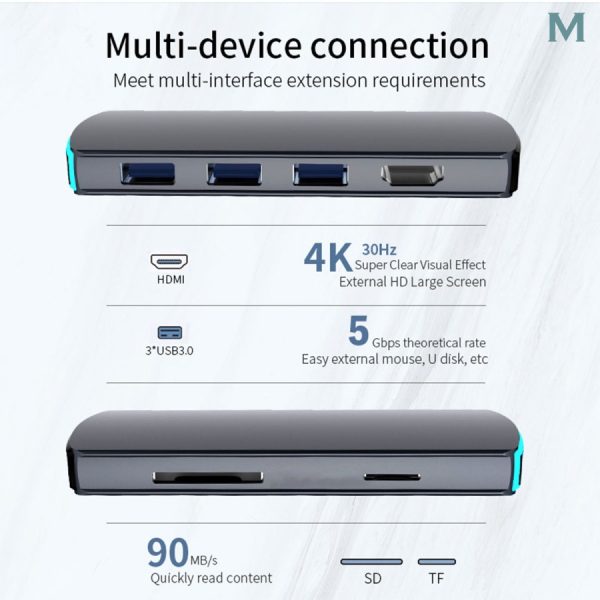 M
Multi-device connection
Meet multi-interface extension requirements
HDMI
4K 30Hz
Super Clear Visual Effect
External HD Large Screen
3*USB3.0
5 Gbps theoretical rate
Easy external mouse, U disk, etc
90 MB/s
Quickly read content
SD
TF